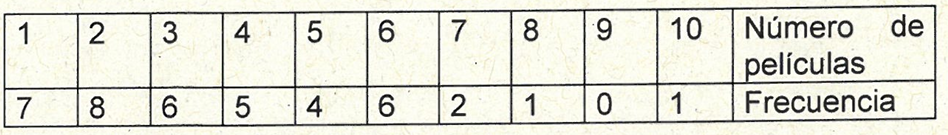 1 2 3 4 5 6 7 8 9 10 Número de
películas
7 8 6 5 4 6 2 1 0 1 Frecuencia